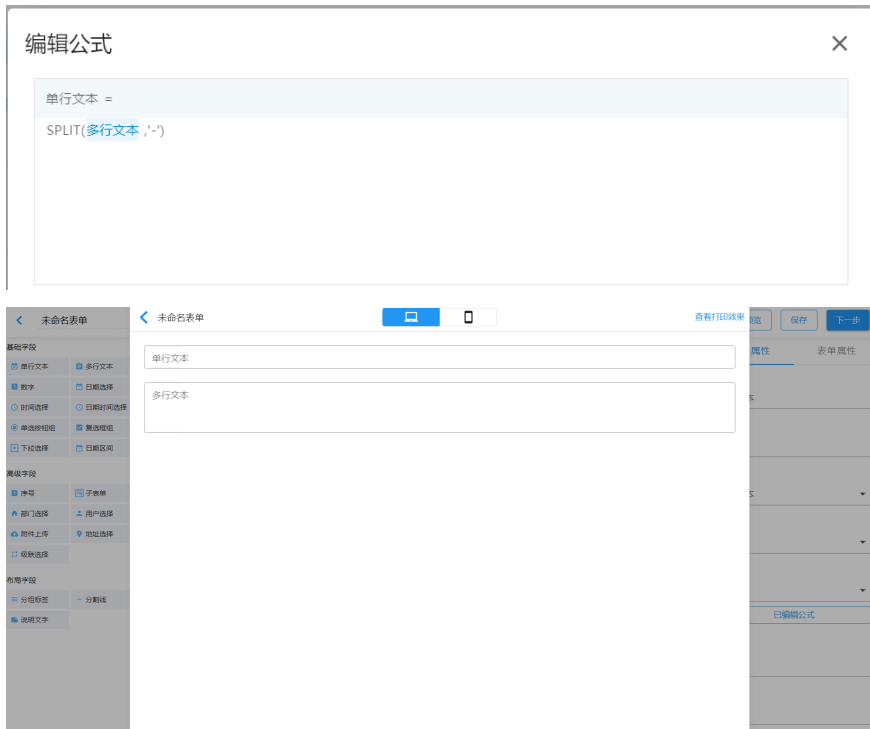 编辑公式
单行文本 =
SPLIT(多行文本 ,'-')
未命名表单
未命名表单
查看打印效果
保存
下一步
基础字段
属性
表单属性
单行文本
多行文本
单行文本
数字
日期选择
多行文本
时间选择
日期时间选择
单选按钮组
复选框组
下拉选择
日期区间
高级字段
序号
子表单
部门选择
用户选择
附件上传
地址选择
级联选择
布局字段
分组标签
分割线
已编辑公式
说明文字